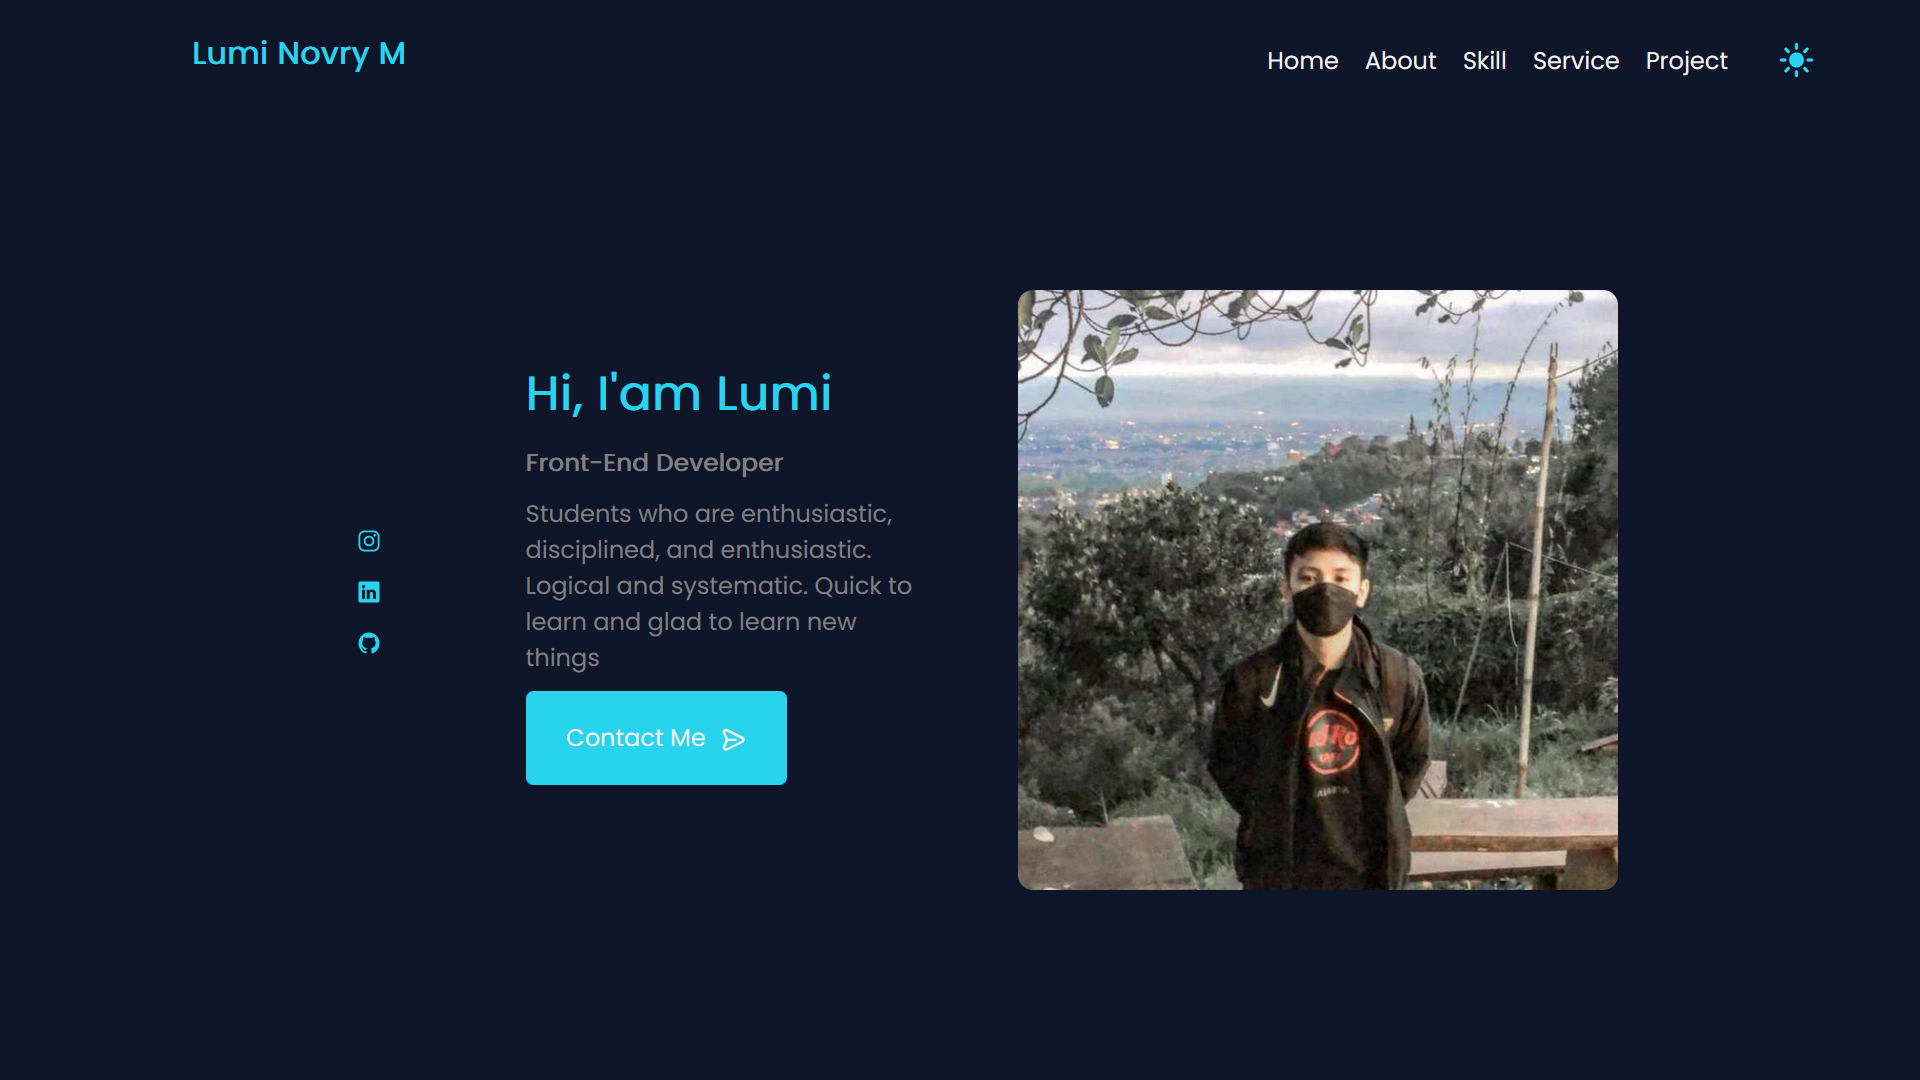 Lumi Novry M
Home About Skill Service Project
Hi, I'am Lumi
Front-End Developer
Students who are enthusiastic,
disciplined, and enthusiastic.
Logical and systematic. Quick to
learn and glad to learn new
things
Contact Me